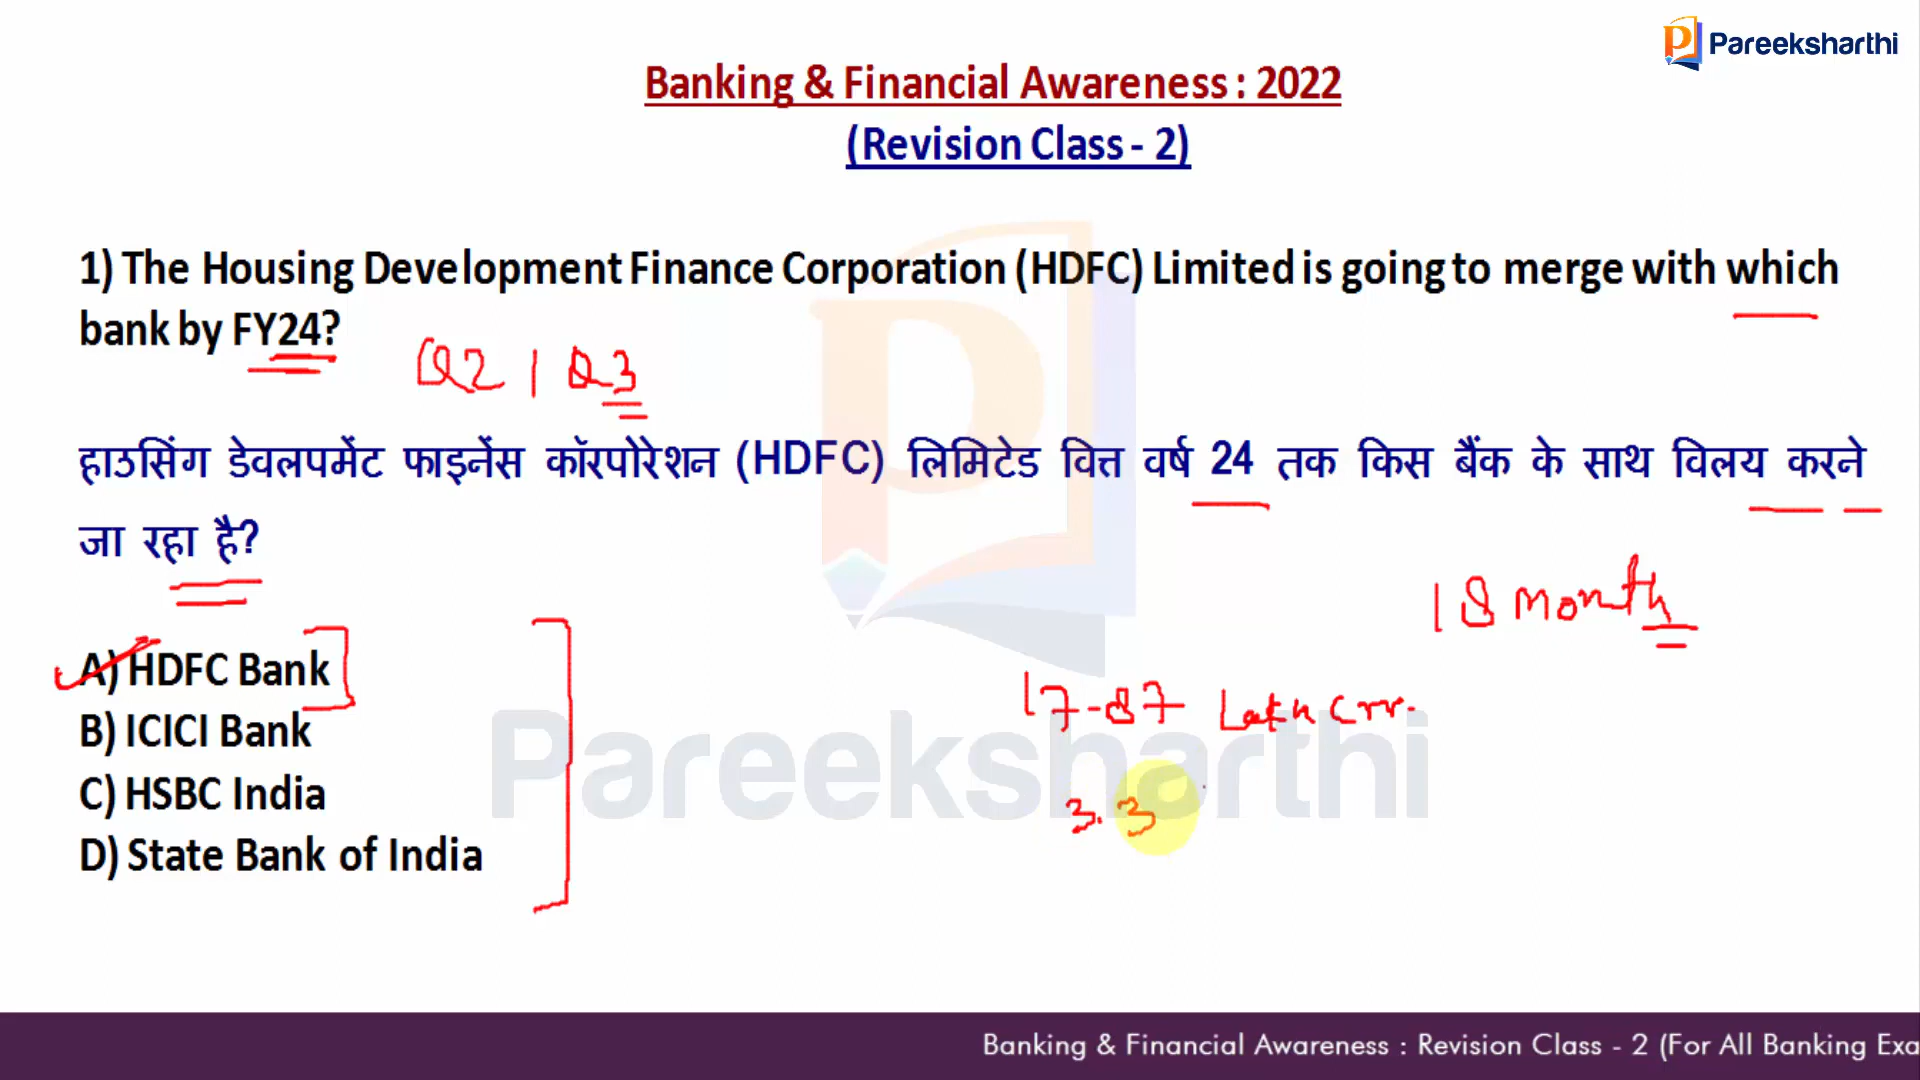 Pareeksharthi
Banking & Financial Awareness : 2022
(Revision Class - 2)
1) The Housing Development Finance Corporation (HDFC) Limited is going to merge with which
bank by FY24?
Q2 / Q3
हाउसिंग डेवलपमेंट फाइनेंस कॉरपोरेशन (HDFC) लिमिटेड वित्त वर्ष 24 तक किस बैंक के साथ विलय करने
जा रहा है?
18 month
A) HDFC Bank
17-87 Lakh Crr.
B) ICICI Bank
Pareeksharthi
C) HSBC India
3.3
D) State Bank of India
Banking & Financial Awareness : Revision Class - 2 (For All Banking Exa